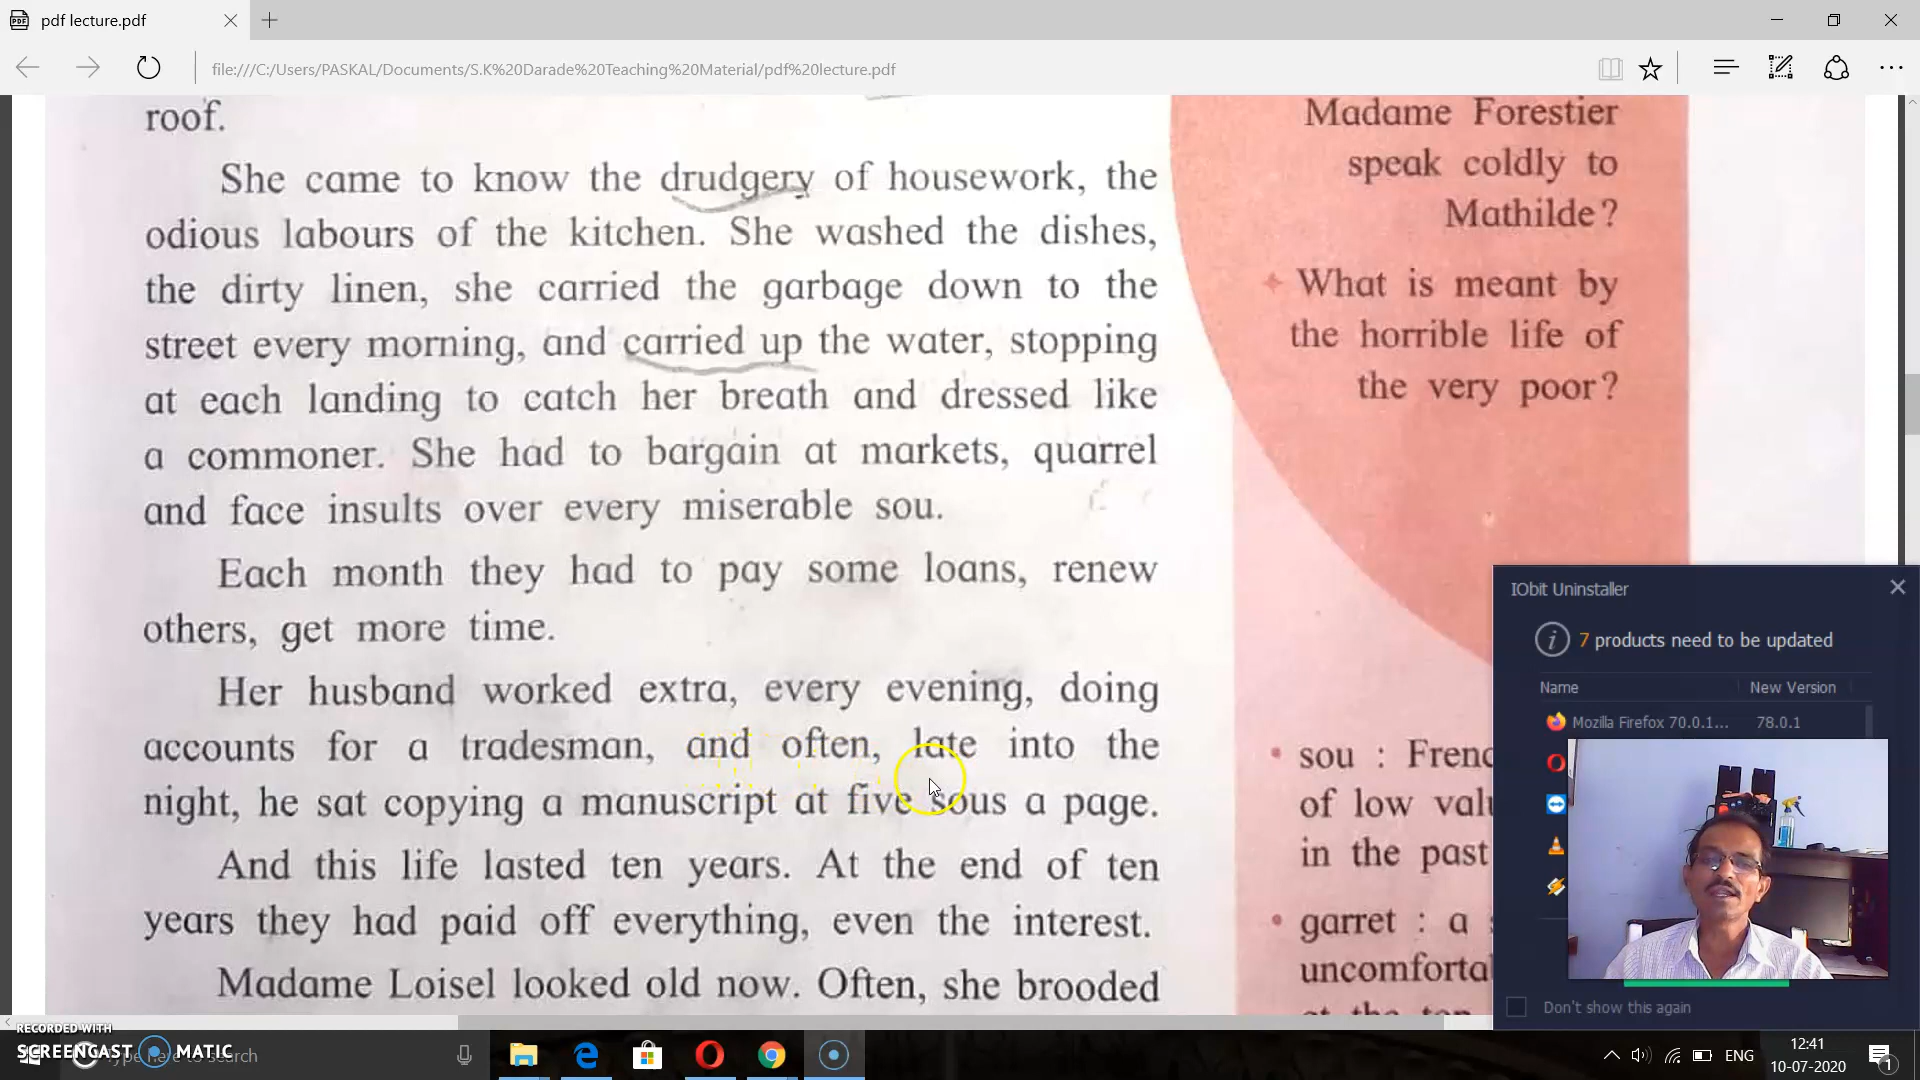 pdf lecture.pdf
file:///C:/Users/PASKAL/Documents/S.K%20Darade%20Teaching%20Material/pdf%20lecture.pdf
roof.
She came to know the drudgery of housework, the
odious labours of the kitchen. She washed the dishes,
the dirty linen, she carried the garbage down to the
street every morning, and carried up the water, stopping
at each landing to catch her breath and dressed like
a commoner. She had to bargain at markets, quarrel
and face insults over every miserable sou.
Each month they had to pay some loans, renew
others, get more time.
Her husband worked extra, every evening, doing
accounts for a tradesman, and often, late into the
night, he sat copying a manuscript at five sous a page.
And this life lasted ten years. At the end of ten
years they had paid off everything, even the interest.
Madame Loisel looked old now. Often, she brooded
Madame Forestier
speak coldly to
Mathilde?
What is meant by
the horrible life of
the very poor?
sou : Frenc
of low valu
in the past
garret : a
uncomforta
at the top
IObit Uninstaller
7 products need to be updated
Name New Version
Mozilla Firefox 70.0.1... 78.0.1
Don't show this again
RECORDED WITH
SCREENCAST MATIC
Type here to search
ENG
12:41
10-07-2020
1